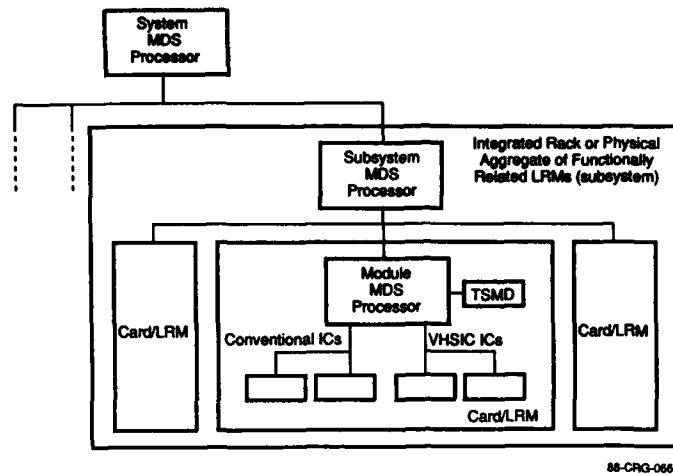 System
MDS
Processor
Integrated Rack or Physical
Aggregate of Functionally
Related LRMs (subsystem)
Subsystem
MDS
Processor
Module
MDS
Processor
TSMD
Card/LRM
Conventional ICs
VHSIC ICs
Card/LRM
Card/LRM
88-CRG-066